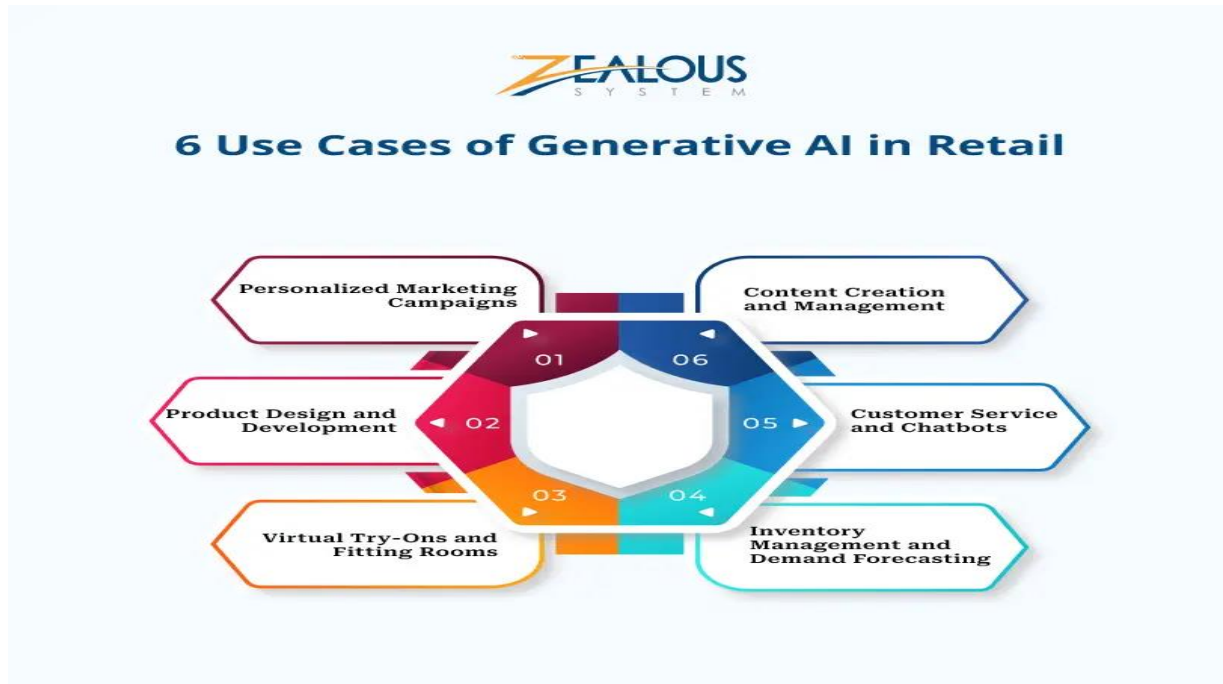 ZEALOUS
SYSTEM
6 Use Cases of Generative AI in Retail
Personalized Marketing
Campaigns
01
Product Design and
Development
02
Virtual Try-Ons and
Fitting Rooms
03
04
Inventory
Management and
Demand Forecasting
05
Customer Service
and Chatbots
06
Content Creation
and Management